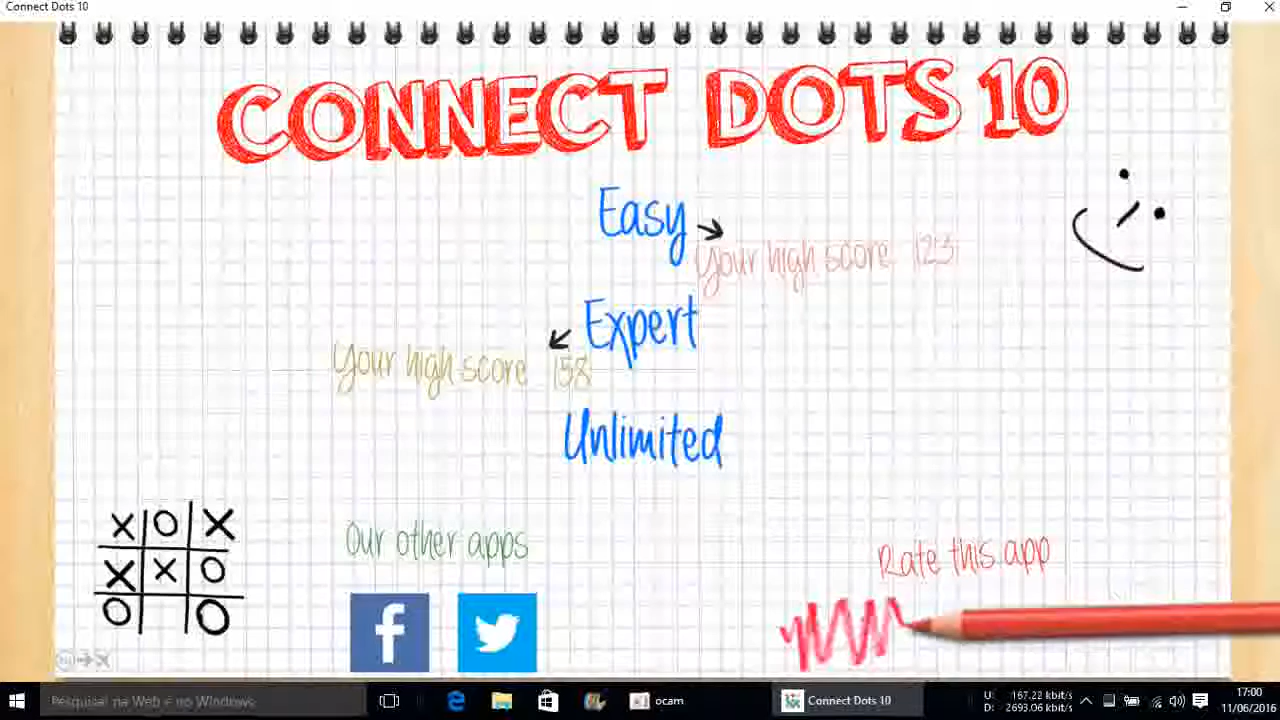 Connect Dots 10
CONNECT DOTS 10
Easy
Your high score 123
Expert
Your high score 158
Unlimited
X O X
X X O
O O
Our other apps
Rate this app
f
Pesquisar na Web e no Windows
ocam
Connect Dots 10
U: 167.22 kbit/s
D: 2693.06 kbit/s
17:00
11/06/2016